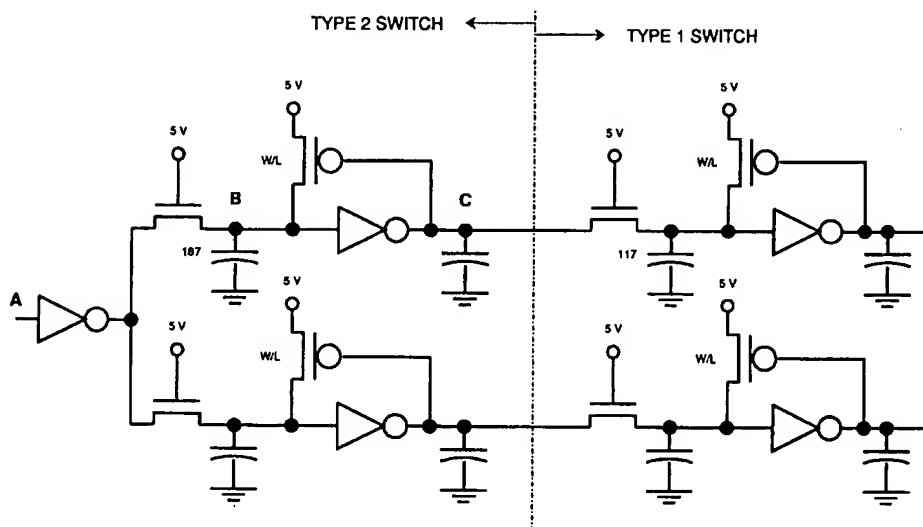 TYPE 2 SWITCH
TYPE 1 SWITCH
5 V
5 V
5 V
5 V
W/L
W/L
B
C
187
117
A
5 V
5 V
5 V
5 V
W/L
W/L